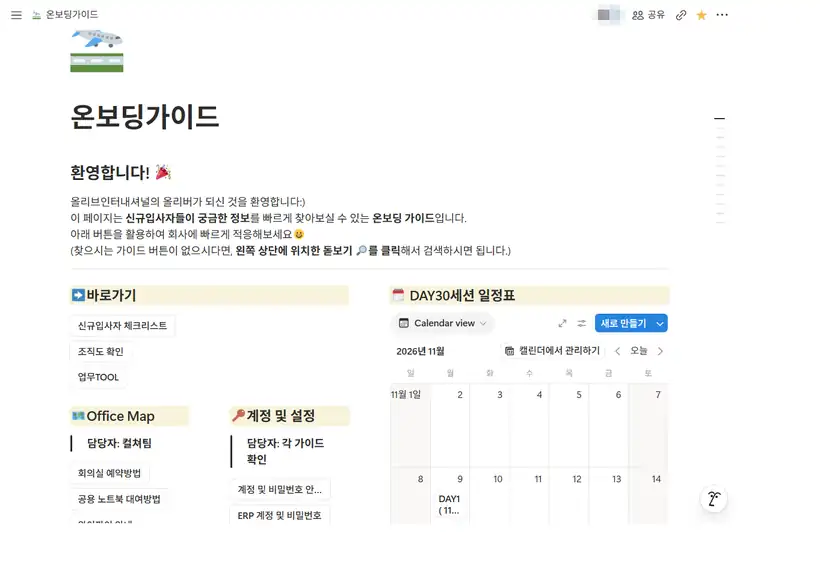 온보딩가이드
공유
온보딩가이드
환영합니다!
올리브인터내셔널의 올리버가 되신 것을 환영합니다:)
이 페이지는 신규입사자들이 궁금한 정보를 빠르게 찾아보실 수 있는 온보딩 가이드입니다.
아래 버튼을 활용하여 회사에 빠르게 적응해보세요
(찾으시는 가이드 버튼이 없으시다면, 왼쪽 상단에 위치한 돋보기 를 클릭해서 검색하시면 됩니다.)
바로가기
신규입사자 체크리스트
조직도 확인
업무TOOL
Office Map
담당자: 컬쳐팀
회의실 예약방법
공용 노트북 대여방법
계정 및 설정
담당자: 각 가이드
확인
계정 및 비밀번호 안...
ERP 계정 및 비밀번호
DAY30세션 일정표
Calendar view
새로 만들기
2026년 11월
캘린더에서 관리하기
오늘
일 월 화 수 목 금 토
11월 1일 2 3 4 5 6 7
8 9 10 11 12 13 14
DAY1
( 11...